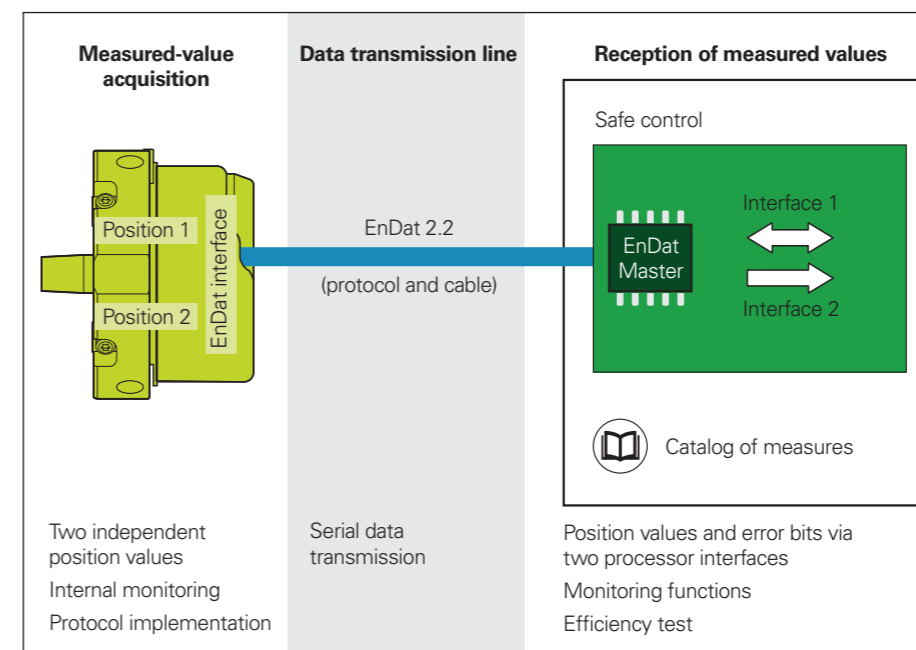 Measured-value
acquisition
Data transmission line
Reception of measured values
Safe control
Position 1
Position 2
EnDat interface
EnDat 2.2
(protocol and cable)
EnDat
Master
Interface 1
Interface 2
Catalog of measures
Two independent
position values
Internal monitoring
Protocol implementation
Serial data
transmission
Position values and error bits via
two processor interfaces
Monitoring functions
Efficiency test